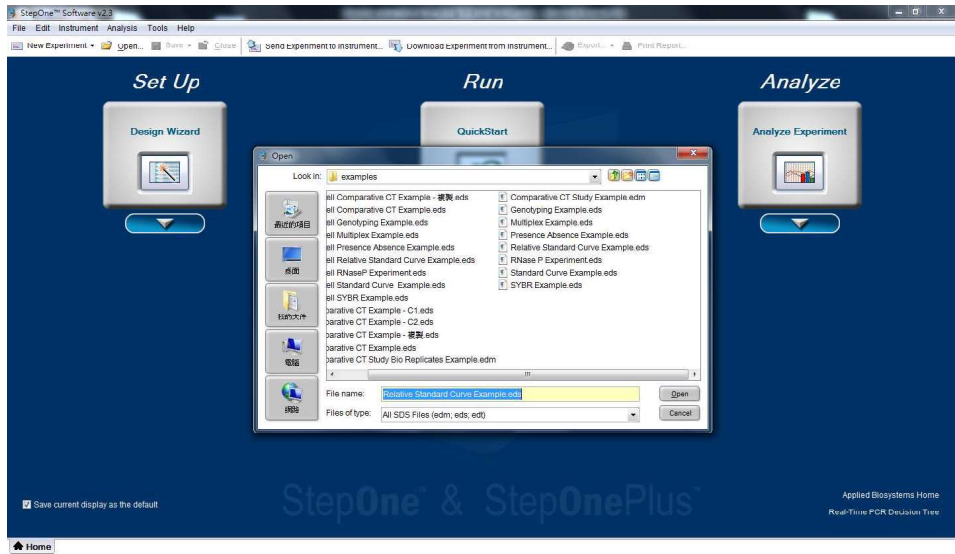 StepOne™ Software v2.3
File Edit Instrument Analysis Tools Help
New Experiment Open... Save Close Send Experiment to Instrument... Download Experiment from Instrument... Export... Print Report...
Set Up Run Analyze
Design Wizard QuickStart Analyze Experiment
Open
Look in: examples
ell Comparative CT Example - 複製.eds
ell Comparative CT Example.eds
ell Genotyping Example.eds
ell Multiplex Example.eds
ell Presence Absence Example.eds
ell Relative Standard Curve Example.eds
ell RNaseP Experiment.eds
ell Standard Curve Example.eds
ell SYBR Example.eds
parative CT Example - C1.eds
parative CT Example - C2.eds
parative CT Example - 複製.eds
parative CT Example.eds
parative CT Study Bio Replicates Example.edm
Comparative CT Study Example.edm
Genotyping Example.eds
Multiplex Example.eds
Presence Absence Example.eds
Relative Standard Curve Example.eds
RNase P Experiment.eds
Standard Curve Example.eds
SYBR Example.eds
最近的項目
桌面
我的文件
電腦
網路
File name: Relative Standard Curve Example.eds Open
Files of type: All SDS Files (edm; eds; edt) Cancel
StepOne™ & StepOnePlus™
Save current display as the default
Applied Biosystems Home
Real-Time PCR Decision Tree
Home